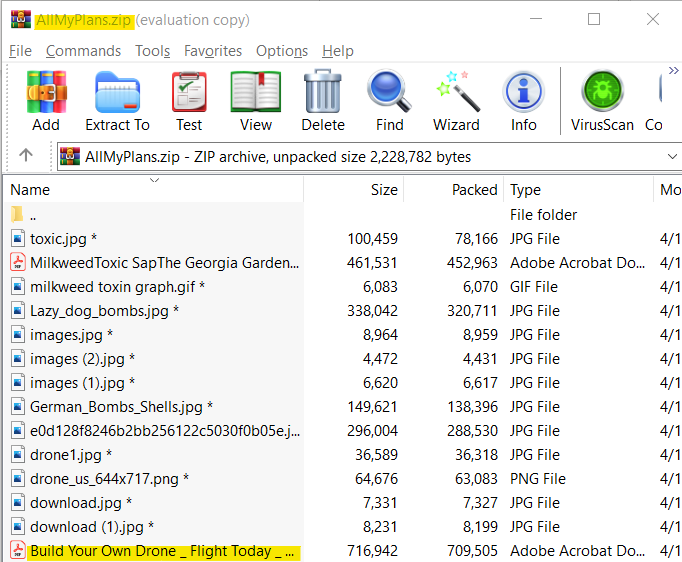 AllMyPlans.zip (evaluation copy)
File Commands Tools Favorites Options Help
Add Extract To Test View Delete Find Wizard Info VirusScan Co
AllMyPlans.zip - ZIP archive, unpacked size 2,228,782 bytes
Name Size Packed Type Mo
.. File folder
toxic.jpg * 100,459 78,166 JPG File 4/1
MilkweedToxic SapThe Georgia Garden... 461,531 452,963 Adobe Acrobat Do... 4/1
milkweed toxin graph.gif * 6,083 6,070 GIF File 4/1
Lazy_dog_bombs.jpg * 338,042 320,711 JPG File 4/1
images.jpg * 8,964 8,959 JPG File 4/1
images (2).jpg * 4,472 4,431 JPG File 4/1
images (1).jpg * 6,620 6,617 JPG File 4/1
German_Bombs_Shells.jpg * 149,621 138,396 JPG File 4/1
e0d128f8246b2bb256122c5030f0b05e.j... 296,004 288,530 JPG File 4/1
drone1.jpg * 36,589 36,318 JPG File 4/1
drone_us_644x717.png * 64,676 63,083 PNG File 4/1
download.jpg * 7,331 7,327 JPG File 4/1
download (1).jpg * 8,231 8,199 JPG File 4/1
Build Your Own Drone _ Flight Today _ ... 716,942 709,505 Adobe Acrobat Do... 4/1